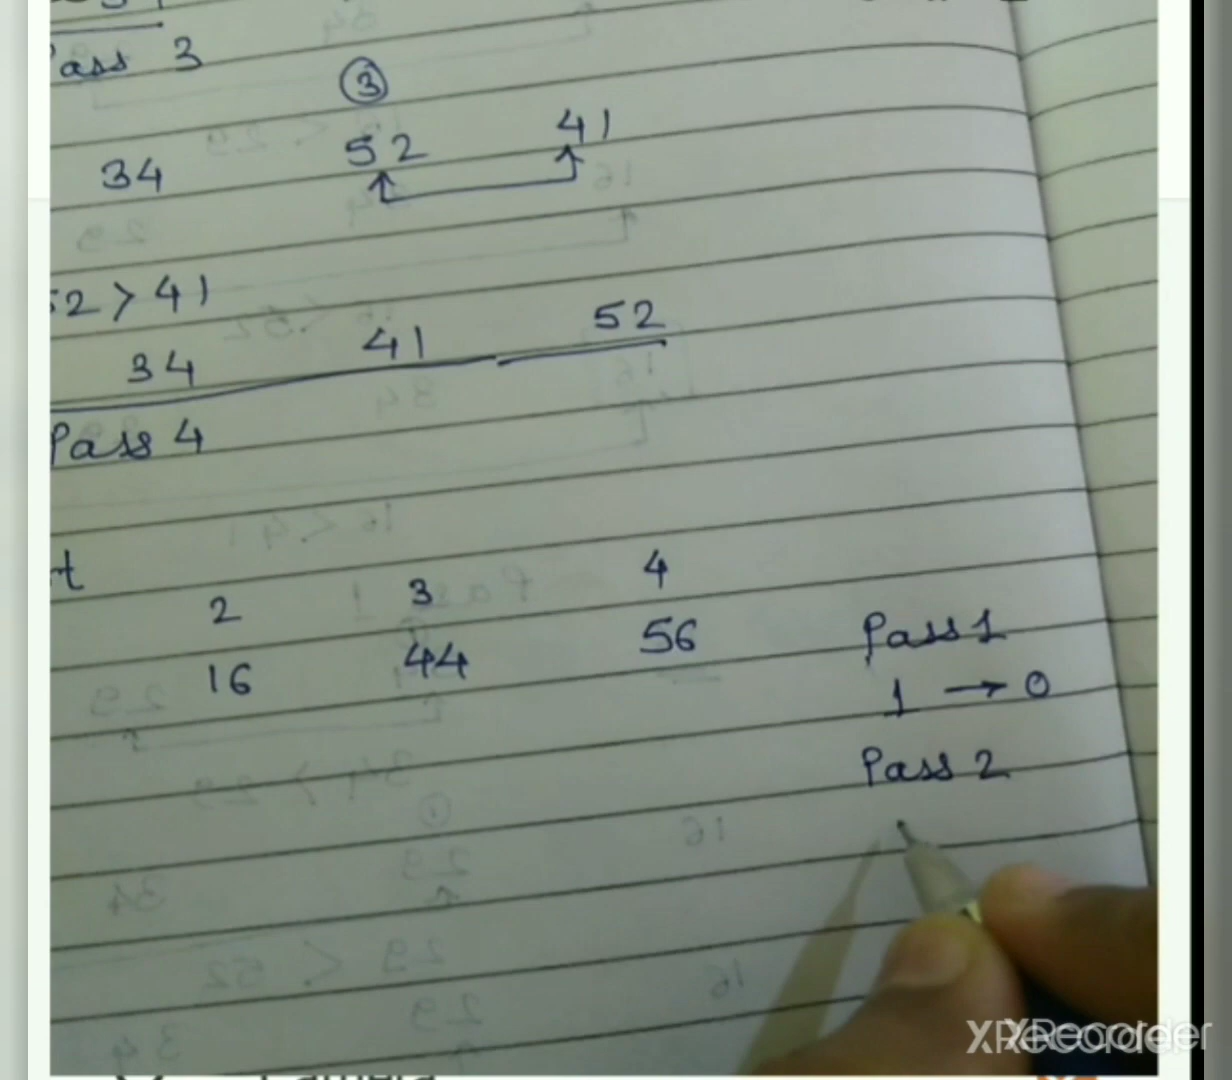 Pass 3
3
34 52 41
52 > 41
34 41 52
Pass 4
2 3 4
16 44 56
Pass 1
1 → 0
Pass 2
XRecorder